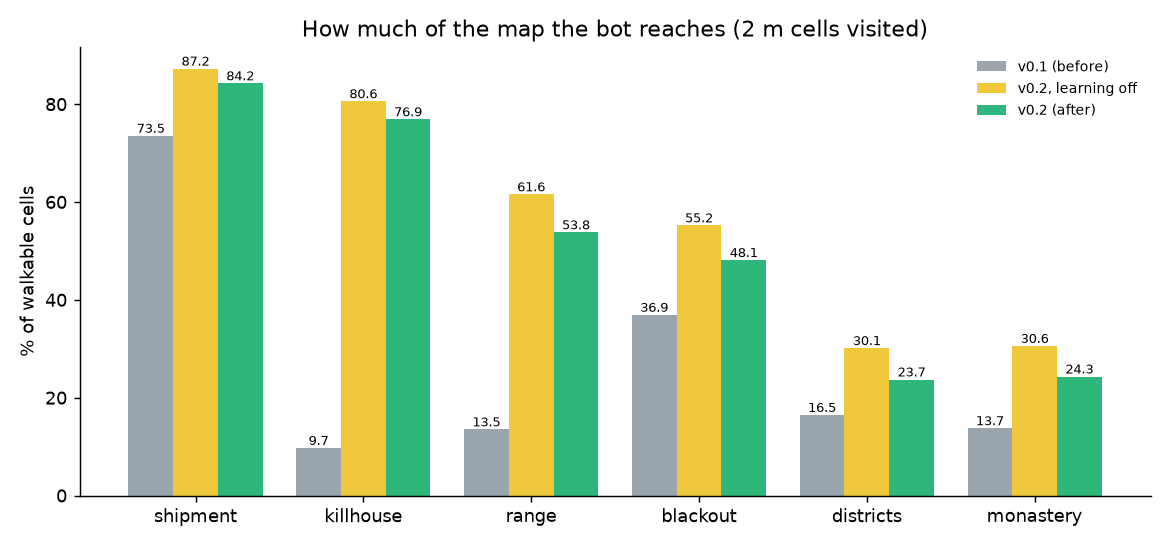 How much of the map the bot reaches (2 m cells visited)
v0.1 (before)
v0.2, learning off
v0.2 (after)
% of walkable cells
80
60
40
20
0
73.5
87.2
84.2
9.7
80.6
76.9
13.5
61.6
53.8
36.9
55.2
48.1
16.5
30.1
23.7
13.7
30.6
24.3
shipment
killhouse
range
blackout
districts
monastery